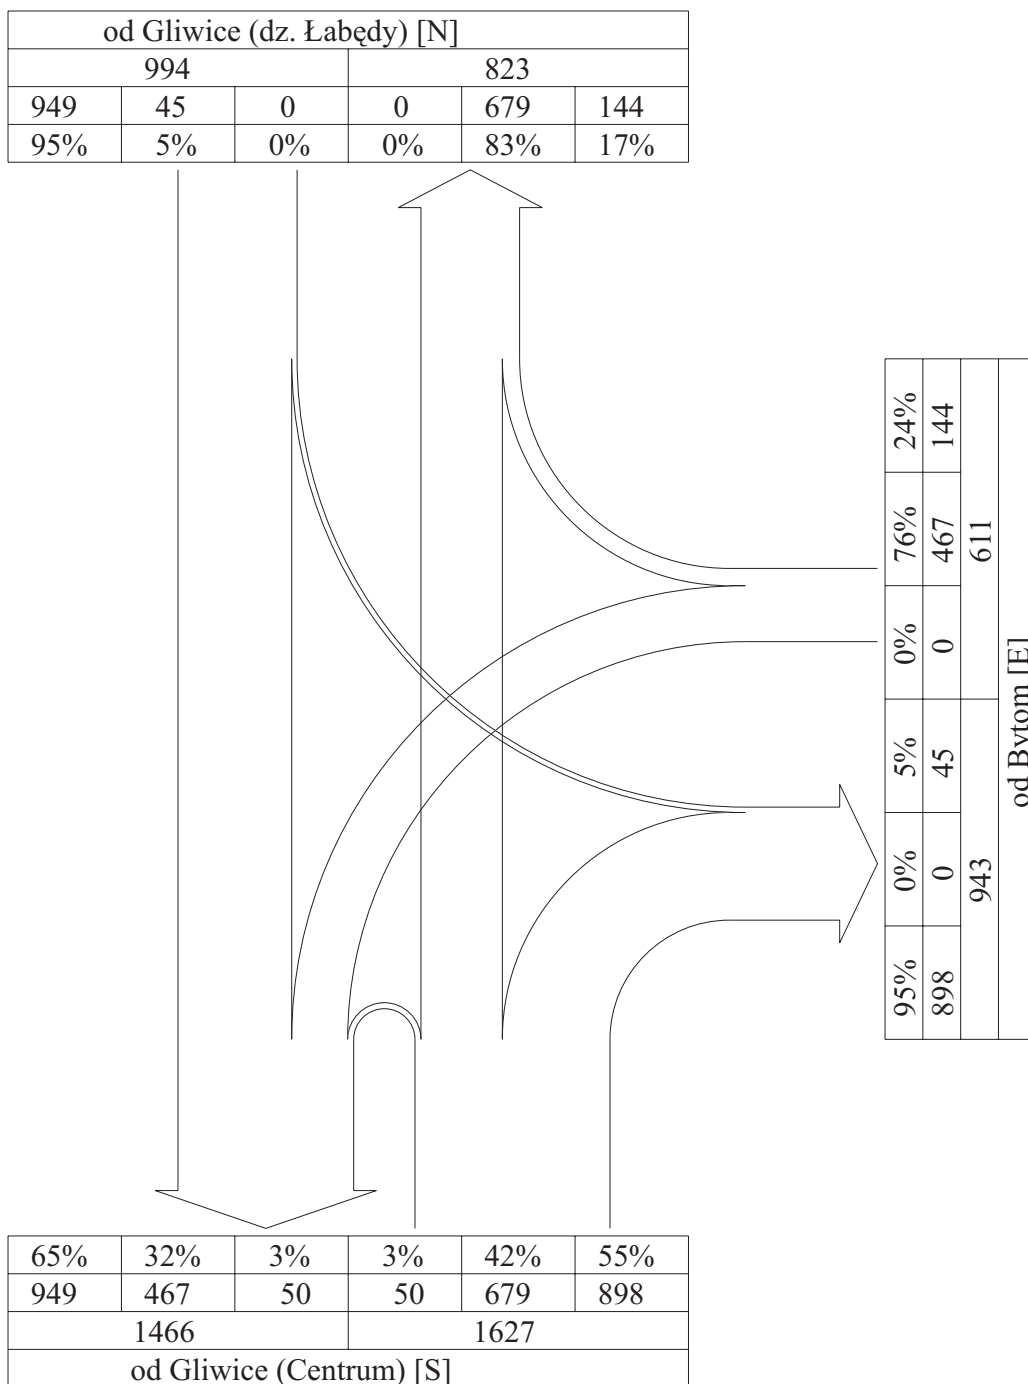 od Gliwice (dz. Łabędy) [N]
994 823
949 45 0 0 679 144
95% 5% 0% 0% 83% 17%
24% 76% 0% 5% 0% 95%
144 467 0 45 0 898
611 943
od Bytom [E]
65% 32% 3% 3% 42% 55%
949 467 50 50 679 898
1466 1627
od Gliwice (Centrum) [S]